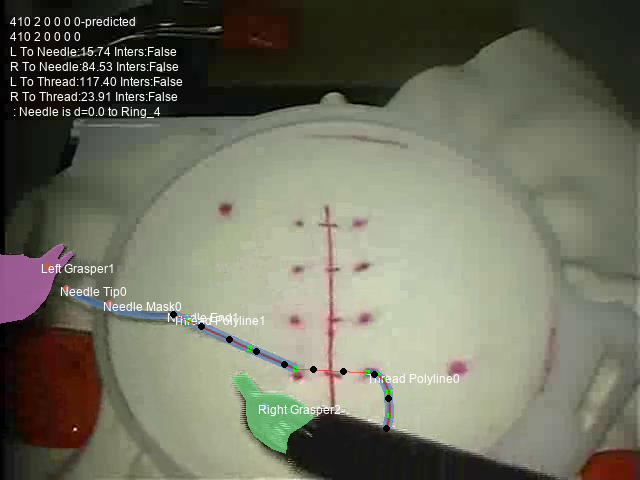 410 2 0 0 0 0-predicted
410 2 0 0 0 0
L To Needle:15.74 Inters:False
R To Needle:84.53 Inters:False
L To Thread:117.40 Inters:False
R To Thread:23.91 Inters:False
: Needle is d=0.0 to Ring_4
Left Grasper1
Needle Tip0
Needle Mask0
Needle End1
Thread Polyline1
Thread Polyline0
Right Grasper2